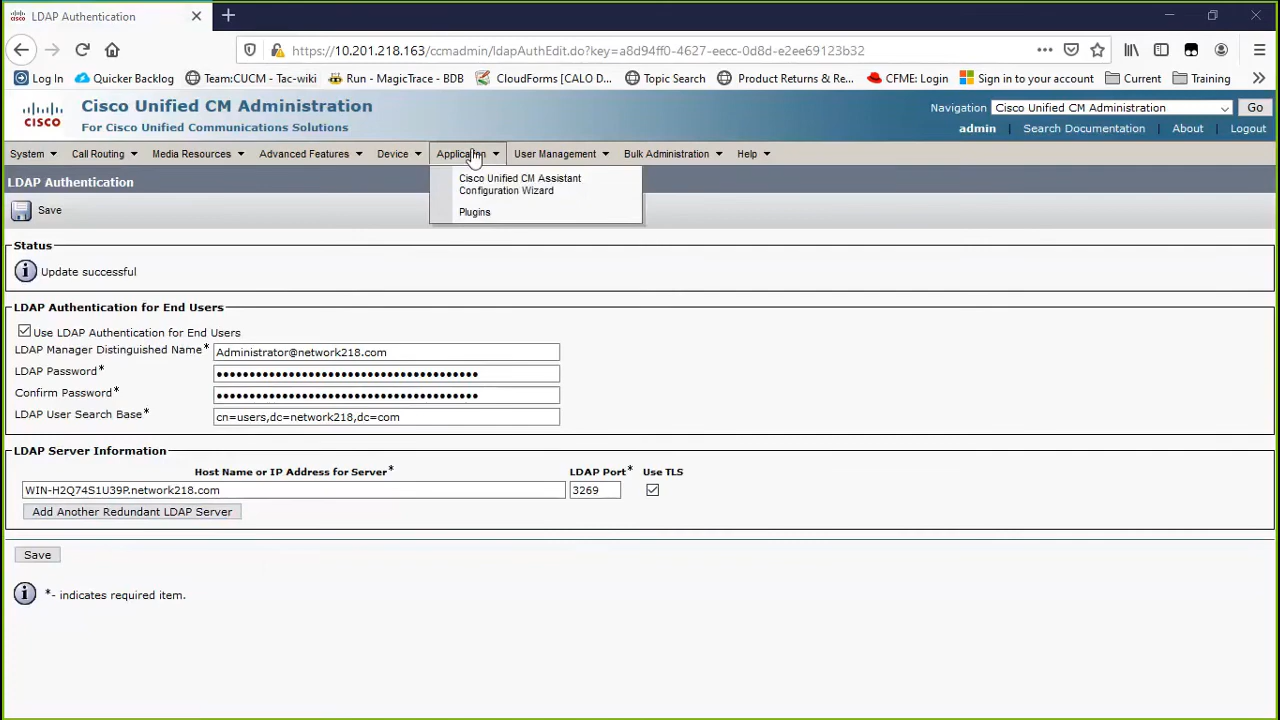 LDAP Authentication
https://10.201.218.163/ccmadmin/ldapAuthEdit.do?key=a8d94ff0-4627-eecc-0d8d-e2ee69123b32
Log In Quicker Backlog Team:CUCM - Tac-wiki Run - MagicTrace - BDB CloudForms [CALO D... Topic Search Product Returns & Re... CFME: Login Sign in to your account Current Training
CISCO
Cisco Unified CM Administration
For Cisco Unified Communications Solutions
Navigation Cisco Unified CM Administration Go
admin Search Documentation About Logout
System Call Routing Media Resources Advanced Features Device Application User Management Bulk Administration Help
Cisco Unified CM Assistant
Configuration Wizard
Plugins
LDAP Authentication
Save
Status
Update successful
LDAP Authentication for End Users
Use LDAP Authentication for End Users
LDAP Manager Distinguished Name* Administrator@network218.com
LDAP Password* ••••••••••••••••••••••••••••••••••••••••
Confirm Password* ••••••••••••••••••••••••••••••••••••••••
LDAP User Search Base* cn=users,dc=network218,dc=com
LDAP Server Information
Host Name or IP Address for Server* LDAP Port* Use TLS
WIN-H2Q74S1U39P.network218.com 3269
Add Another Redundant LDAP Server
Save
*- indicates required item.